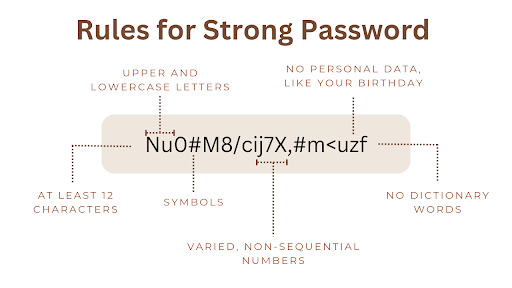 Rules for Strong Password
UPPER AND
LOWERCASE LETTERS
NO PERSONAL DATA,
LIKE YOUR BIRTHDAY
Nu0#M8/cij7X,#m<uzf
AT LEAST 12
CHARACTERS
SYMBOLS
NO DICTIONARY
WORDS
VARIED, NON-SEQUENTIAL
NUMBERS